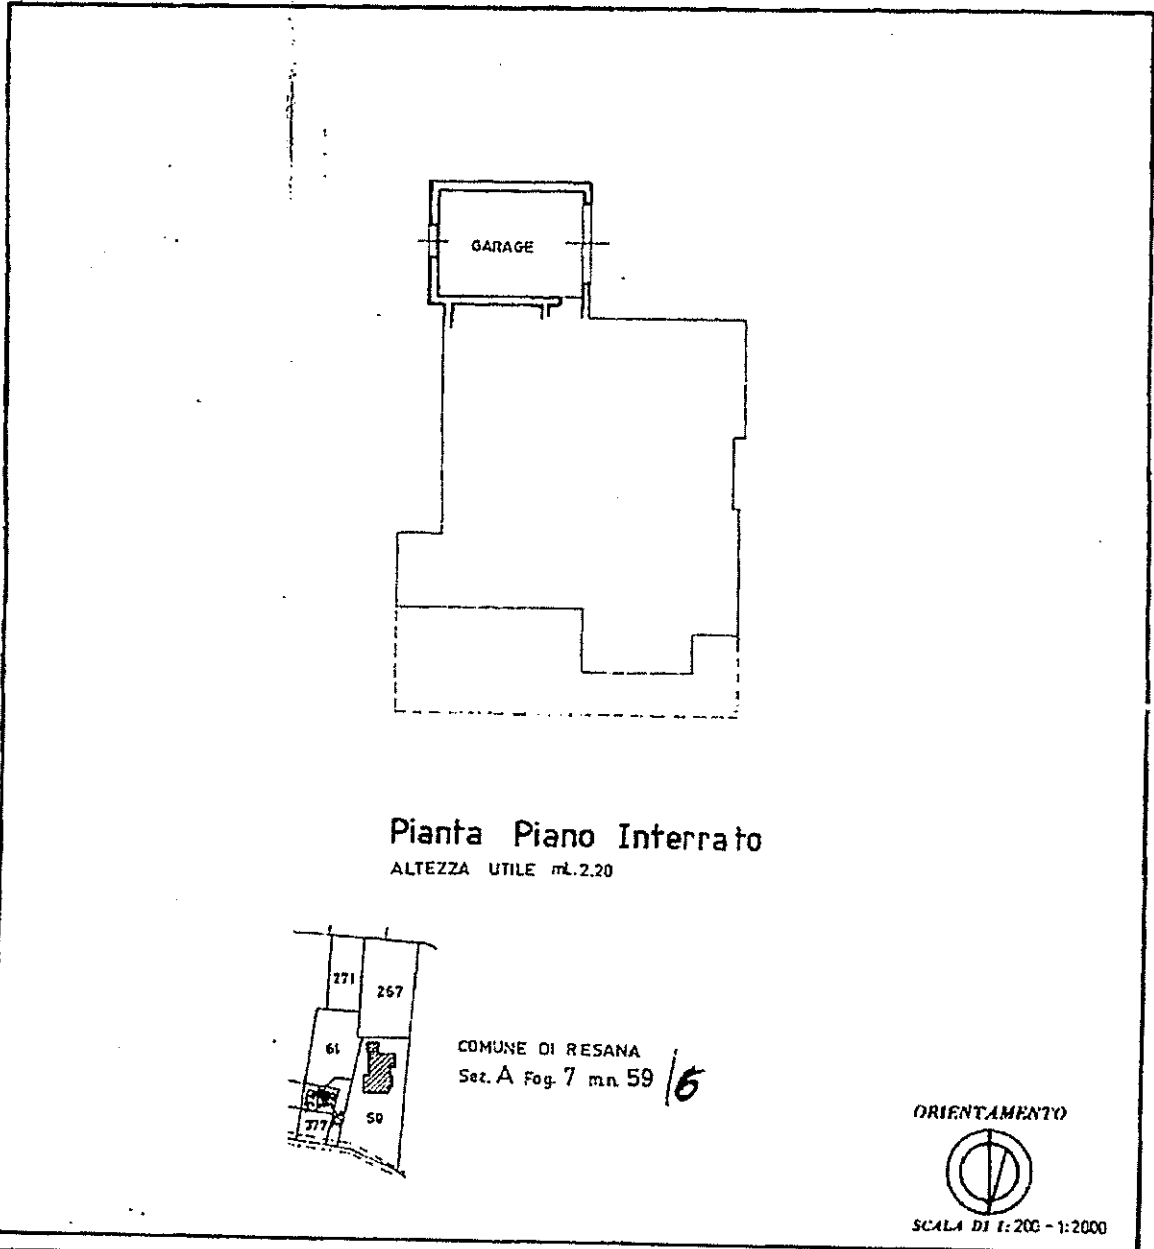 GARAGE
Pianta Piano Interrato
ALTEZZA UTILE ml.2.20
271
267
61
59
377
COMUNE DI RESANA
Sez. A Fog. 7 mn. 59 /6
ORIENTAMENTO
SCALA DI 1:200 - 1:2000